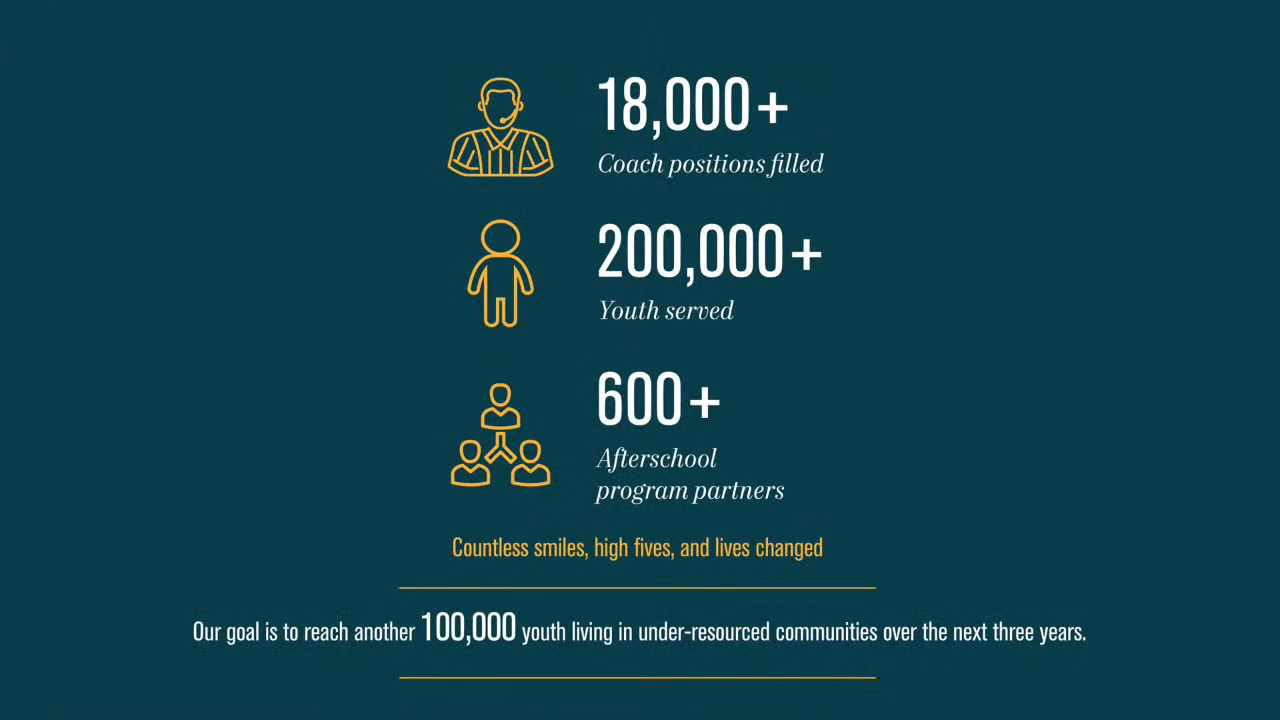 18,000+
Coach positions filled
200,000+
Youth served
600+
Afterschool
program partners
Countless smiles, high fives, and lives changed
Our goal is to reach another 100,000 youth living in under-resourced communities over the next three years.